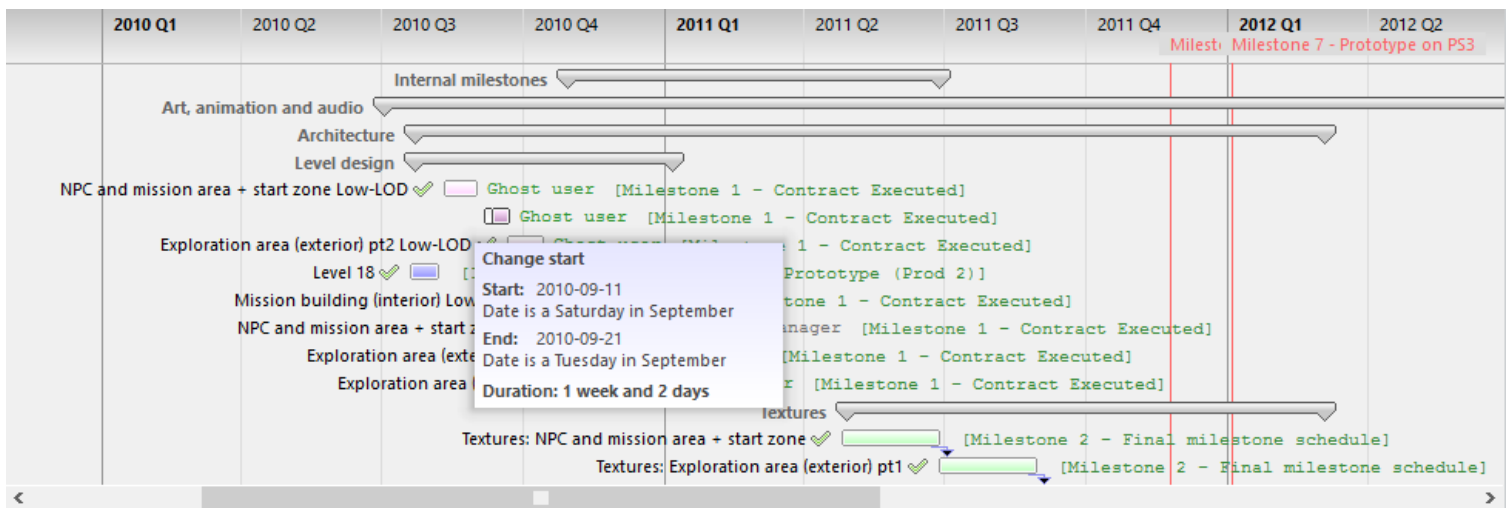 2010 Q1 2010 Q2 2010 Q3 2010 Q4 2011 Q1 2011 Q2 2011 Q3 2011 Q4 2012 Q1 2012 Q2
Milest Milestone 7 - Prototype on PS3
Internal milestones
Art, animation and audio
Architecture
Level design
NPC and mission area + start zone Low-LOD Ghost user [Milestone 1 - Contract Executed]
Ghost user [Milestone 1 - Contract Executed]
Exploration area (exterior) pt2 Low-LOD 1 - Contract Executed]
Change start
Level 18 [ Prototype (Prod 2)]
Start: 2010-09-11
Date is a Saturday in September
Mission building (interior) Low tone 1 - Contract Executed]
NPC and mission area + start z anager [Milestone 1 - Contract Executed]
End: 2010-09-21
Date is a Tuesday in September
Exploration area (exte [Milestone 1 - Contract Executed]
Exploration area r [Milestone 1 - Contract Executed]
Duration: 1 week and 2 days
Textures
Textures: NPC and mission area + start zone [Milestone 2 - Final milestone schedule]
Textures: Exploration area (exterior) pt1 [Milestone 2 - Final milestone schedule]